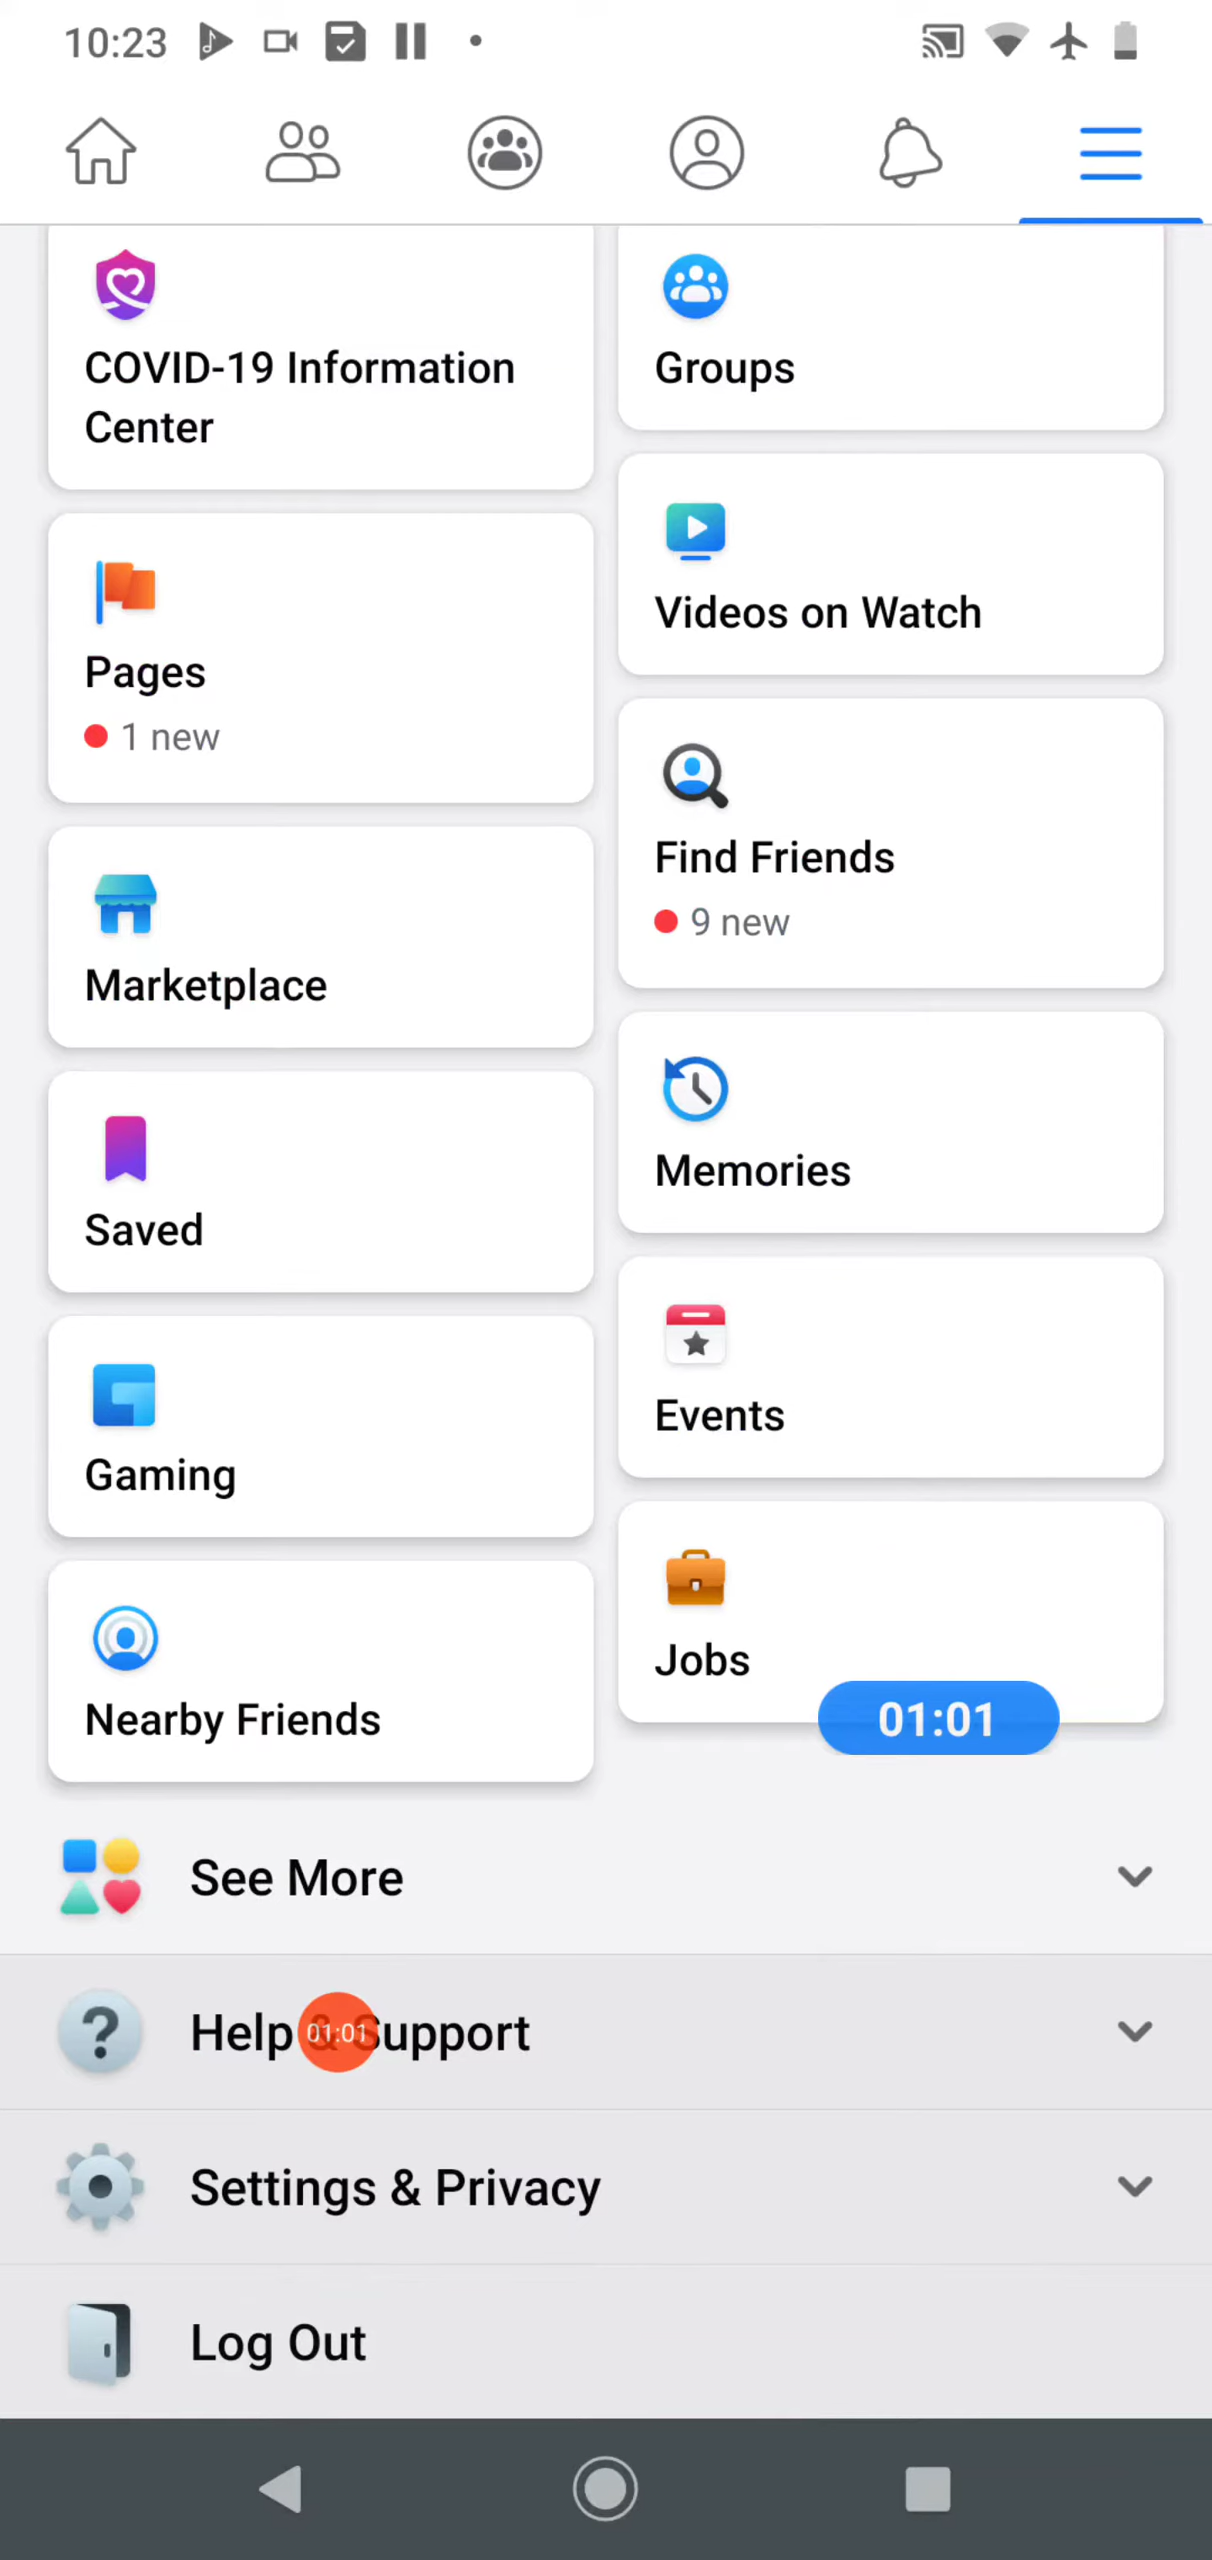 10:23
COVID-19 Information
Center
Groups
Pages
1 new
Videos on Watch
Find Friends
9 new
Marketplace
Saved
Memories
Gaming
Events
Nearby Friends
Jobs
01:01
See More
Help & Support
01:01
Settings & Privacy
Log Out